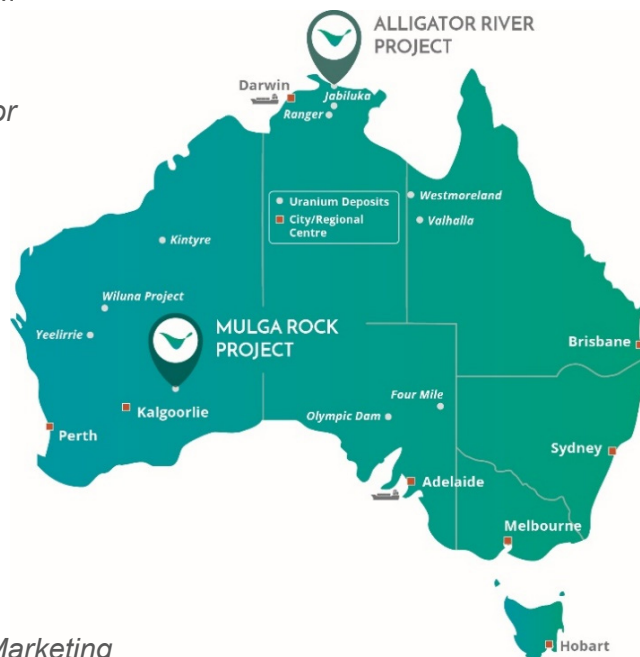 ALLIGATOR RIVER
PROJECT
Darwin
or
Jabiluka
Ranger
Uranium Deposits
City/Regional
Centre
Westmoreland
Valhalla
Kintyre
Wiluna Project
Yeelirrie
MULGA ROCK
PROJECT
Brisbane
Four Mile
Olympic Dam
Kalgoorlie
Perth
Sydney
Adelaide
Melbourne
Marketing
Hobart